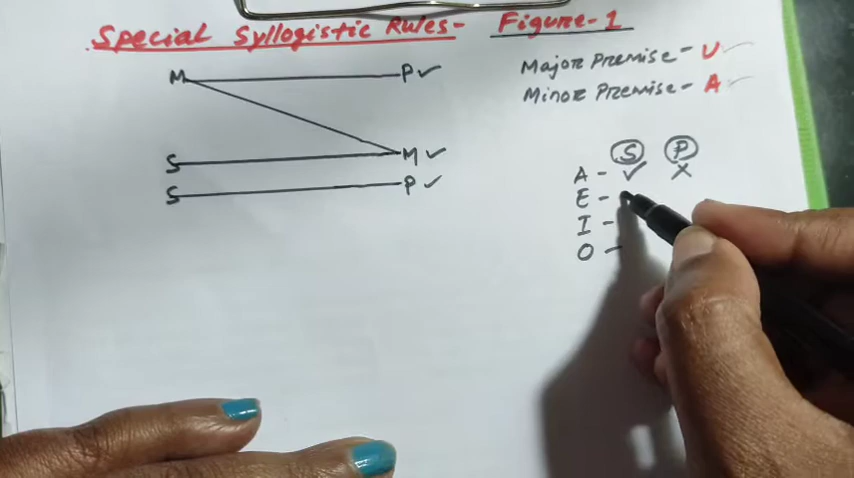 Special Syllogistic Rules- Figure-1
M P ✓
S M ✓
S P ✓
Major Premise- U ✓
Minor Premise- A ✓
S P
A - ✓ ✗
E -
I -
O -